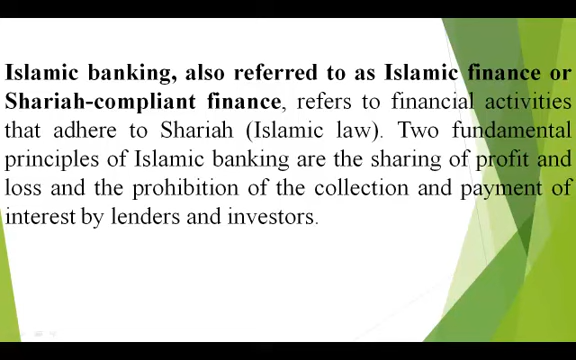 Islamic banking, also referred to as Islamic finance or
Shariah-compliant finance, refers to financial activities
that adhere to Shariah (Islamic law). Two fundamental
principles of Islamic banking are the sharing of profit and
loss and the prohibition of the collection and payment of
interest by lenders and investors.